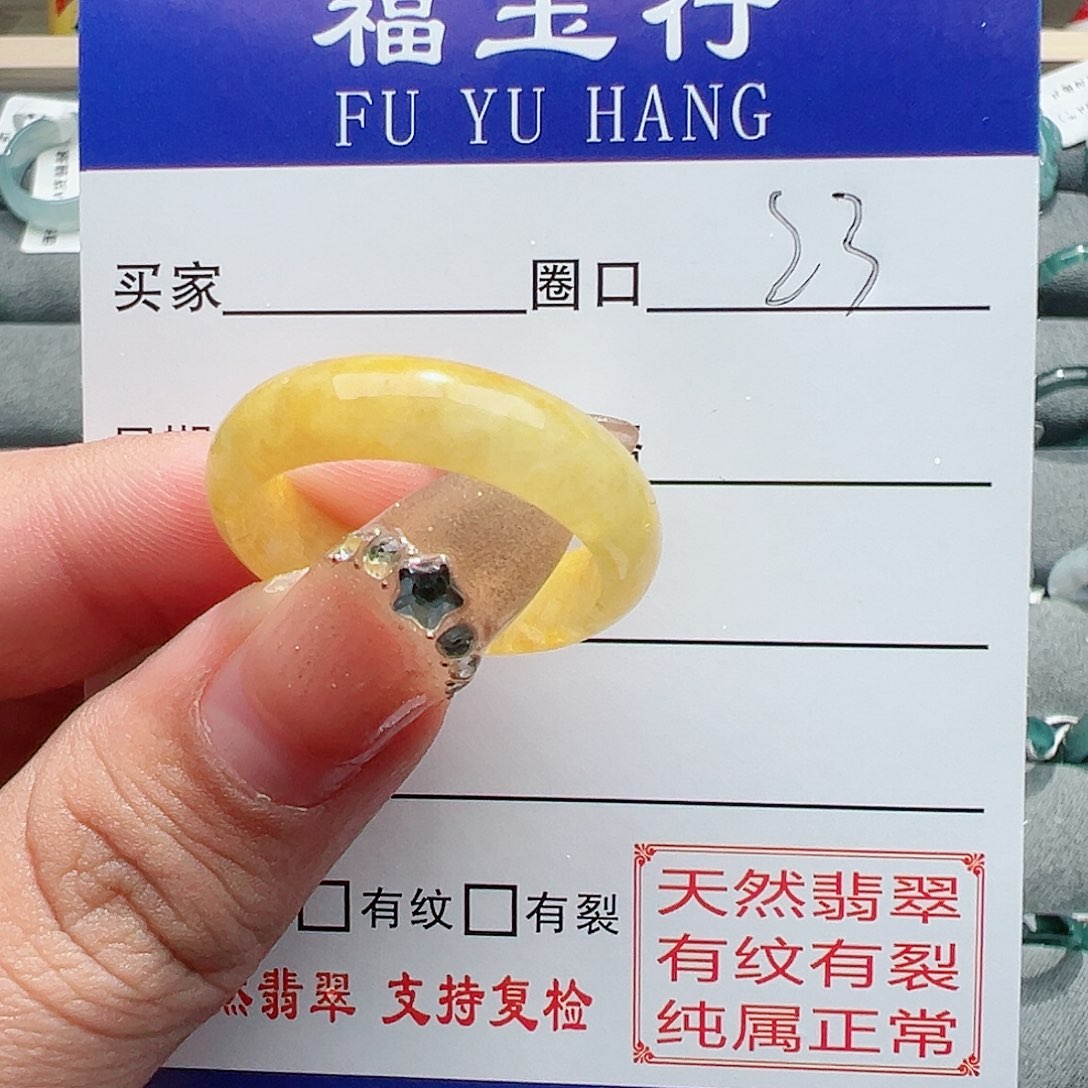 福玉行
FU YU HANG
买家
圈口 23
有纹 有裂
翡翠 支持复检
天然翡翠
有纹有裂
纯属正常